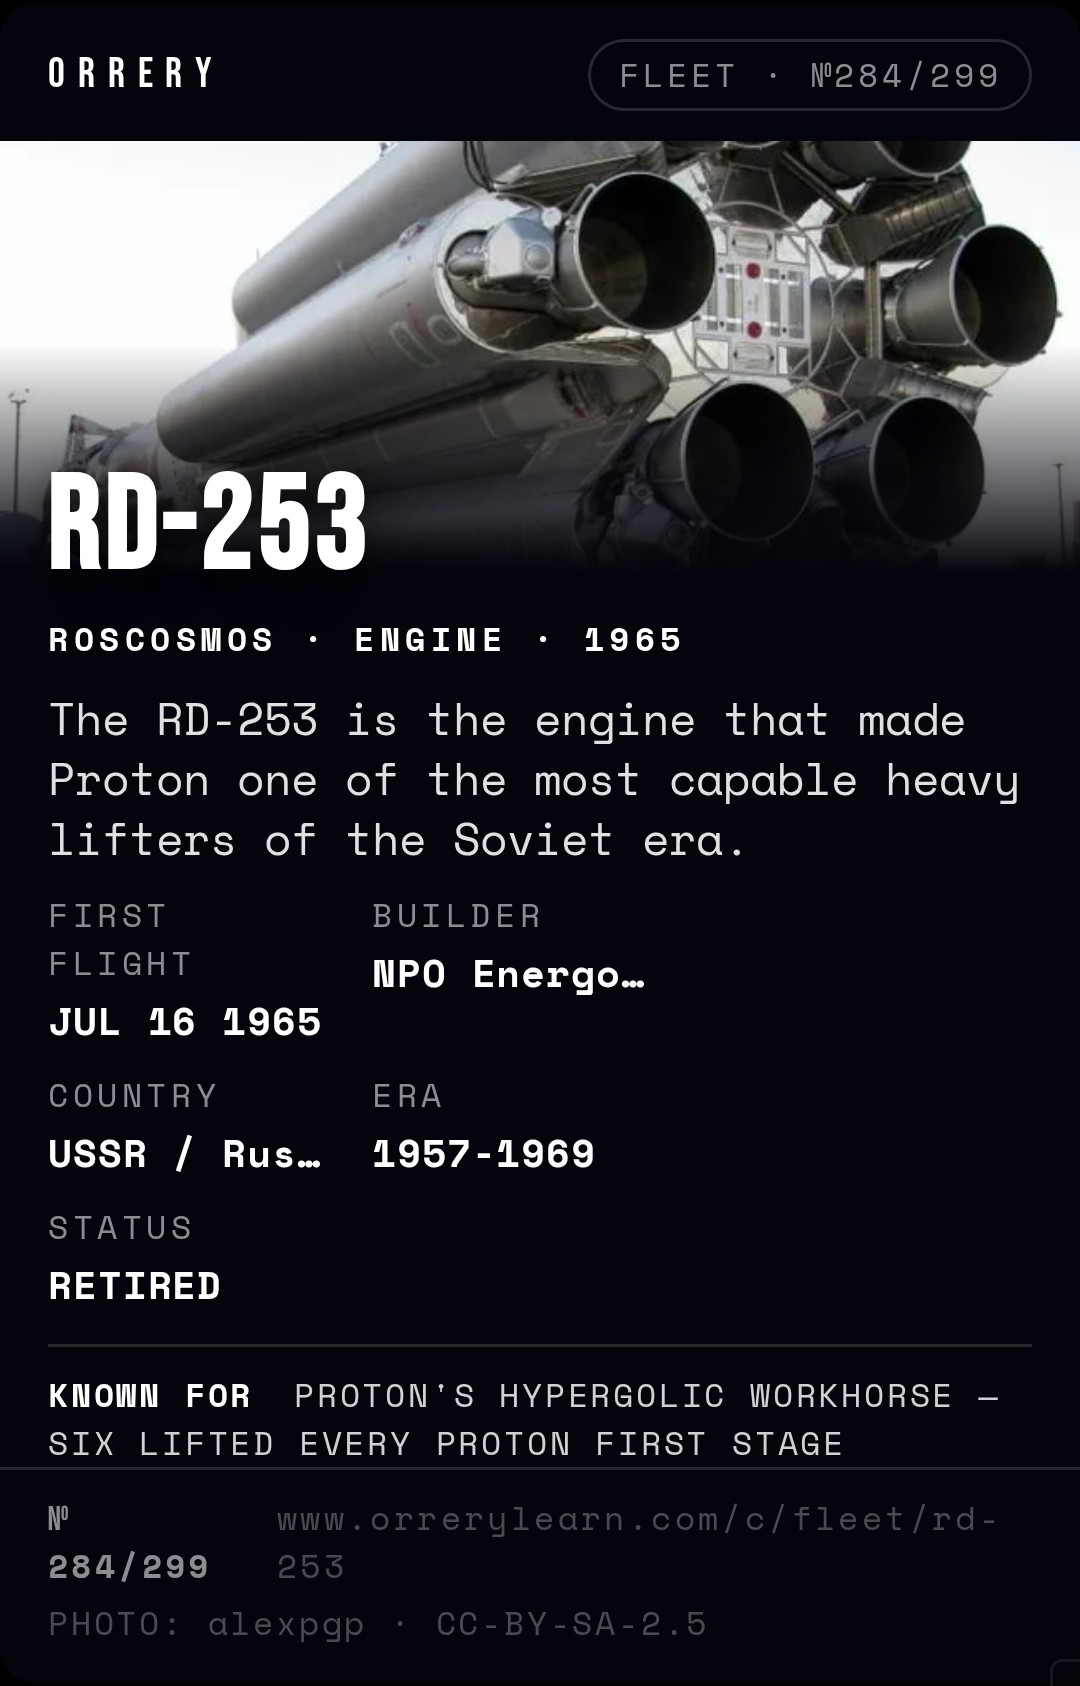 ORRERY
FLEET · №284/299
RD-253
ROSCOSMOS · ENGINE · 1965
The RD-253 is the engine that made
Proton one of the most capable heavy
lifters of the Soviet era.
FIRST FLIGHT
JUL 16 1965
BUILDER
NPO Energo…
COUNTRY
USSR / Rus…
ERA
1957-1969
STATUS
RETIRED
KNOWN FOR PROTON'S HYPERGOLIC WORKHORSE —
SIX LIFTED EVERY PROTON FIRST STAGE
№
284/299
www.orrerylearn.com/c/fleet/rd-
253
PHOTO: alexpgp · CC-BY-SA-2.5